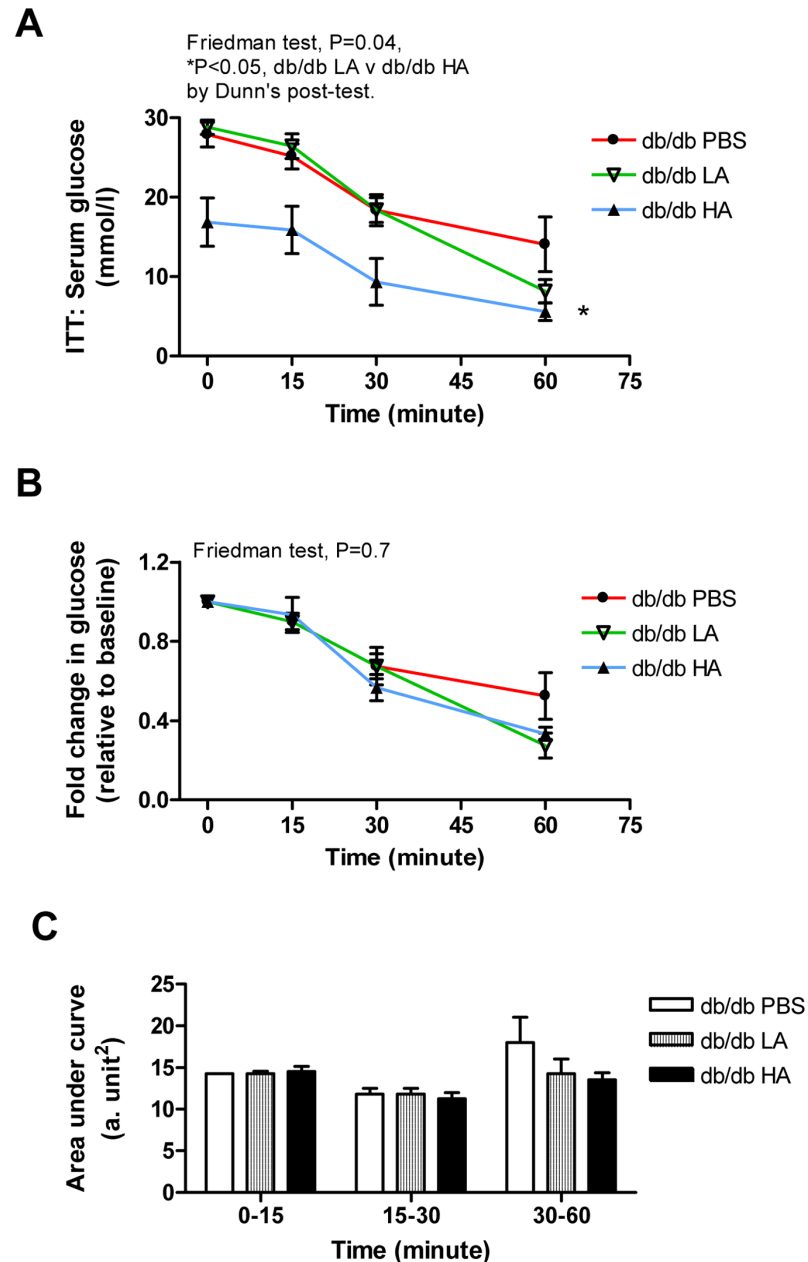 A
Friedman test, P=0.04,
*P<0.05, db/db LA v db/db HA
by Dunn's post-test.
ITT: Serum glucose
(mmol/l)
30
20
10
0
0 15 30 45 60 75
Time (minute)
db/db PBS
db/db LA
db/db HA
*
B
Friedman test, P=0.7
Fold change in glucose
(relative to baseline)
1.2
0.8
0.4
0.0
0 15 30 45 60 75
Time (minute)
db/db PBS
db/db LA
db/db HA
C
Area under curve
(a. unit²)
25
20
15
10
5
0
0-15 15-30 30-60
Time (minute)
db/db PBS
db/db LA
db/db HA